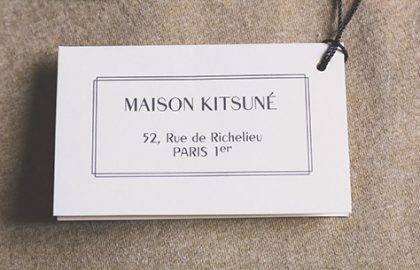 MAISON KITSUNÉ
52, Rue de Richelieu
PARIS 1er